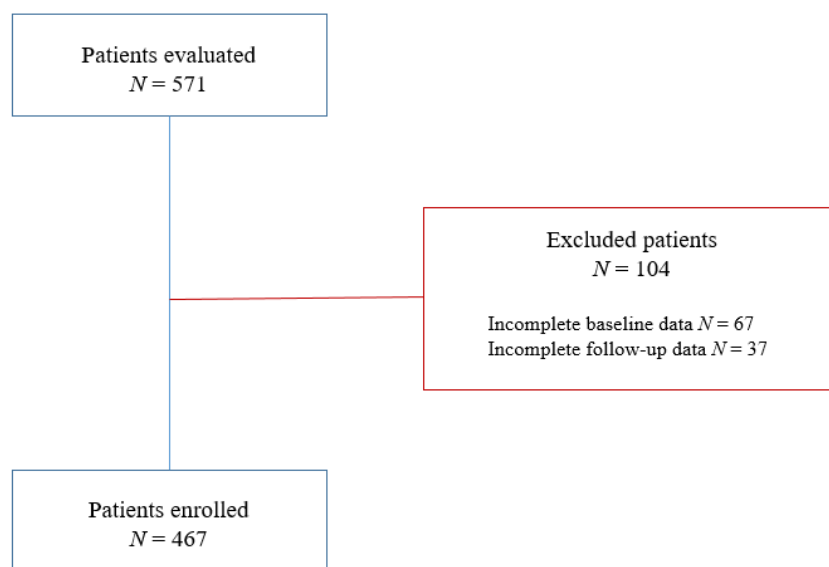 Patients evaluated
N = 571
Excluded patients
N = 104
Incomplete baseline data N = 67
Incomplete follow-up data N = 37
Patients enrolled
N = 467